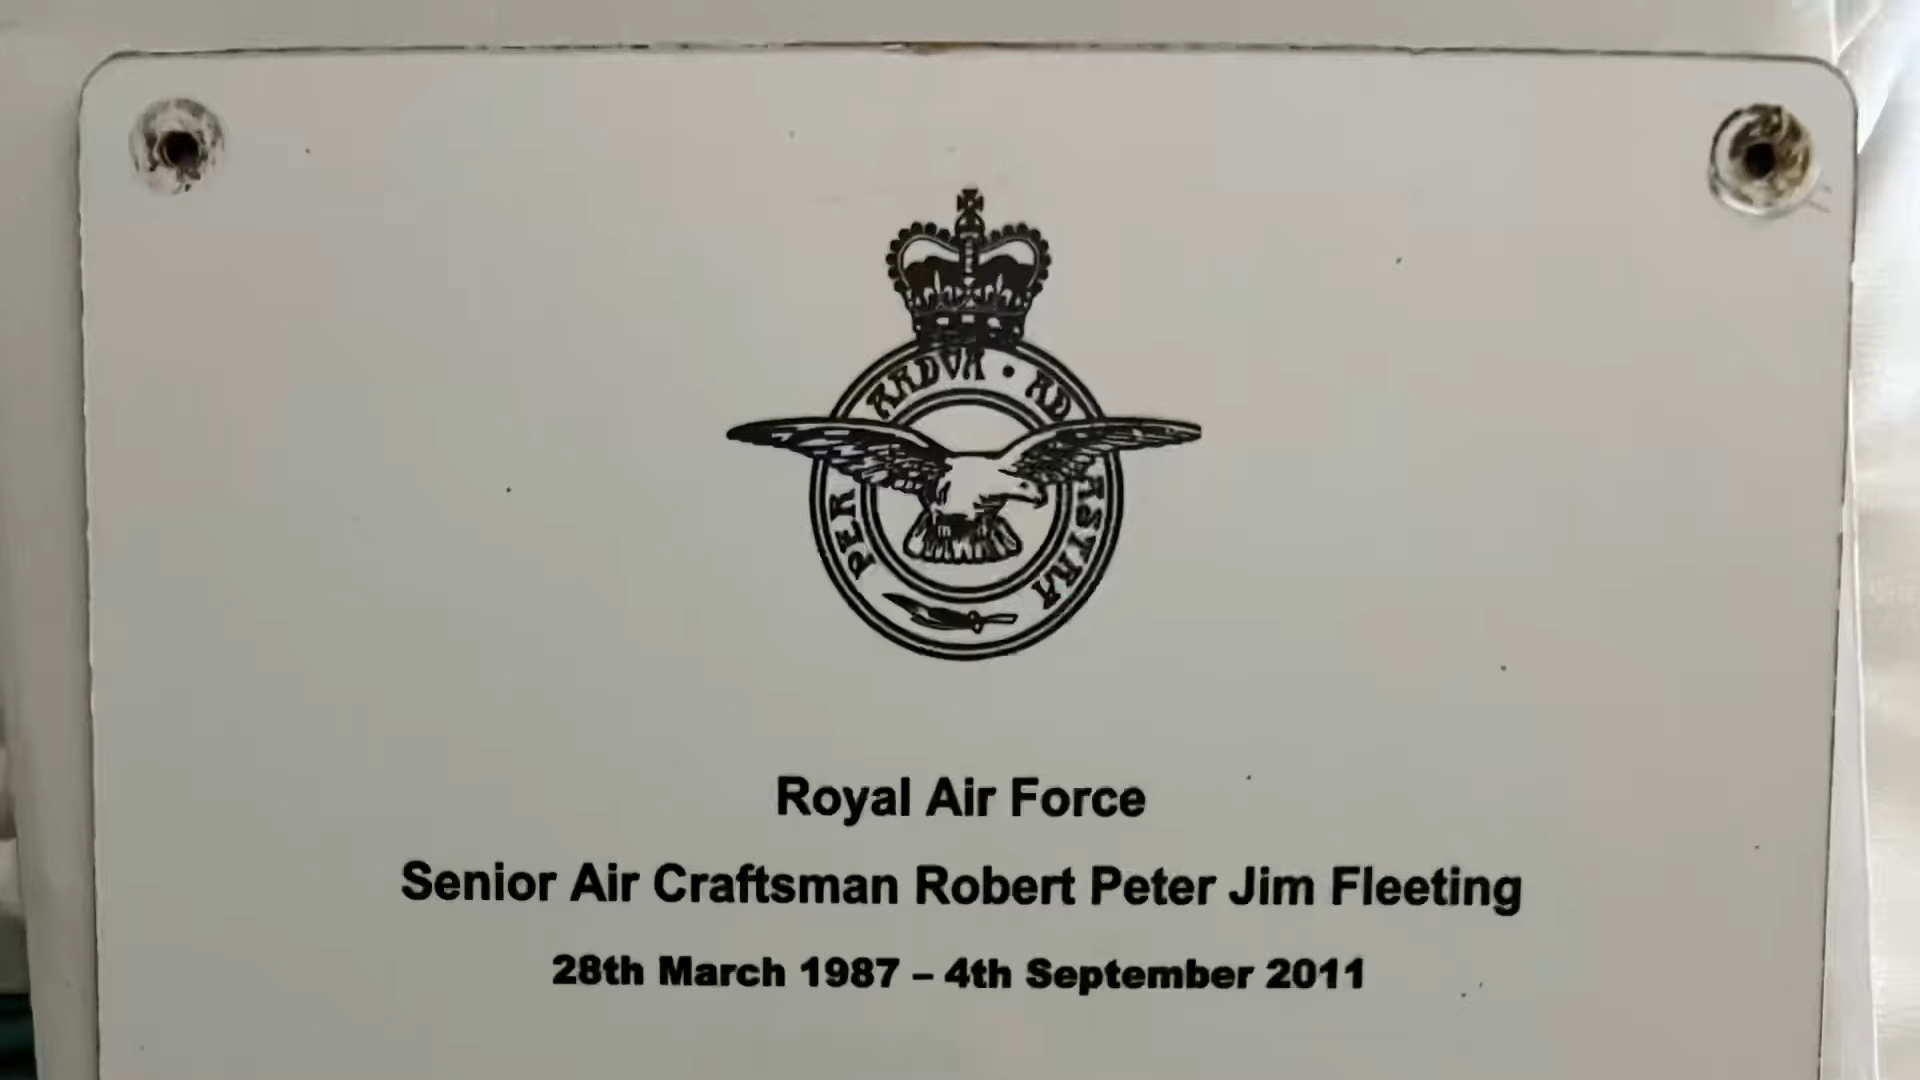 PER ARDVA • AD ASTRA
Royal Air Force
Senior Air Craftsman Robert Peter Jim Fleeting
28th March 1987 – 4th September 2011